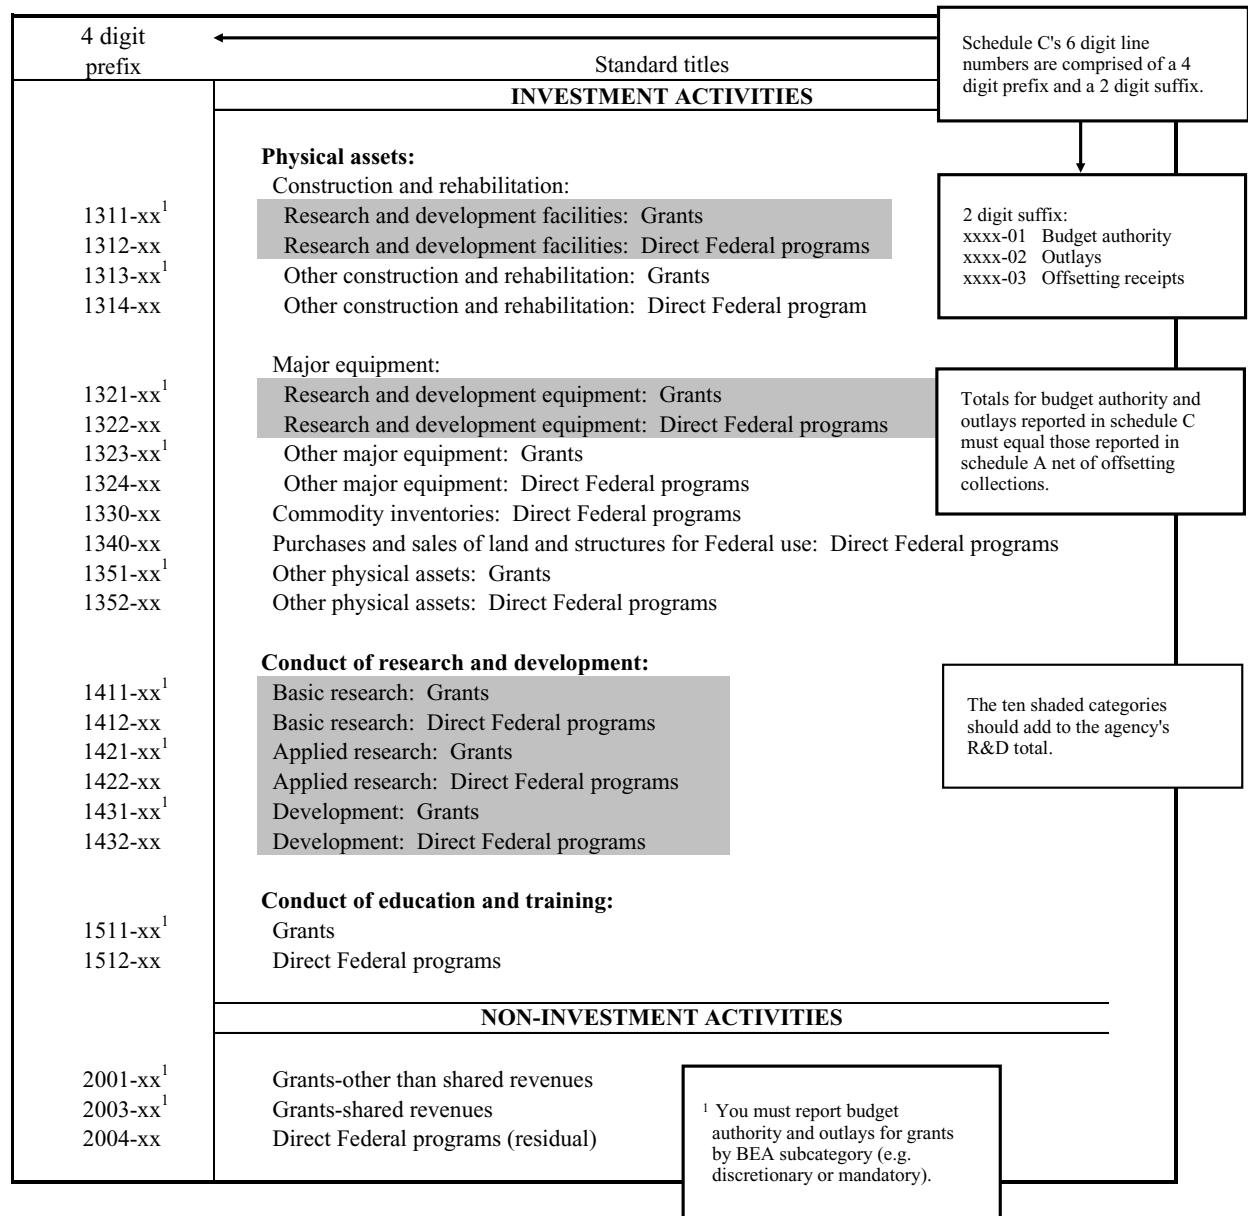 4 digit
prefix
Standard titles
Schedule C's 6 digit line
numbers are comprised of a 4
digit prefix and a 2 digit suffix.
INVESTMENT ACTIVITIES
Physical assets:
Construction and rehabilitation:
1311-xx¹ Research and development facilities: Grants
1312-xx Research and development facilities: Direct Federal programs
1313-xx¹ Other construction and rehabilitation: Grants
1314-xx Other construction and rehabilitation: Direct Federal program
2 digit suffix:
xxxx-01 Budget authority
xxxx-02 Outlays
xxxx-03 Offsetting receipts
Major equipment:
1321-xx¹ Research and development equipment: Grants
1322-xx Research and development equipment: Direct Federal programs
1323-xx¹ Other major equipment: Grants
1324-xx Other major equipment: Direct Federal programs
1330-xx Commodity inventories: Direct Federal programs
1340-xx Purchases and sales of land and structures for Federal use: Direct Federal programs
1351-xx¹ Other physical assets: Grants
1352-xx Other physical assets: Direct Federal programs
Totals for budget authority and
outlays reported in schedule C
must equal those reported in
schedule A net of offsetting
collections.
Conduct of research and development:
1411-xx¹ Basic research: Grants
1412-xx Basic research: Direct Federal programs
1421-xx¹ Applied research: Grants
1422-xx Applied research: Direct Federal programs
1431-xx¹ Development: Grants
1432-xx Development: Direct Federal programs
The ten shaded categories
should add to the agency's
R&D total.
Conduct of education and training:
1511-xx¹ Grants
1512-xx Direct Federal programs
NON-INVESTMENT ACTIVITIES
2001-xx¹ Grants-other than shared revenues
2003-xx¹ Grants-shared revenues
2004-xx Direct Federal programs (residual)
¹ You must report budget
authority and outlays for grants
by BEA subcategory (e.g.
discretionary or mandatory).